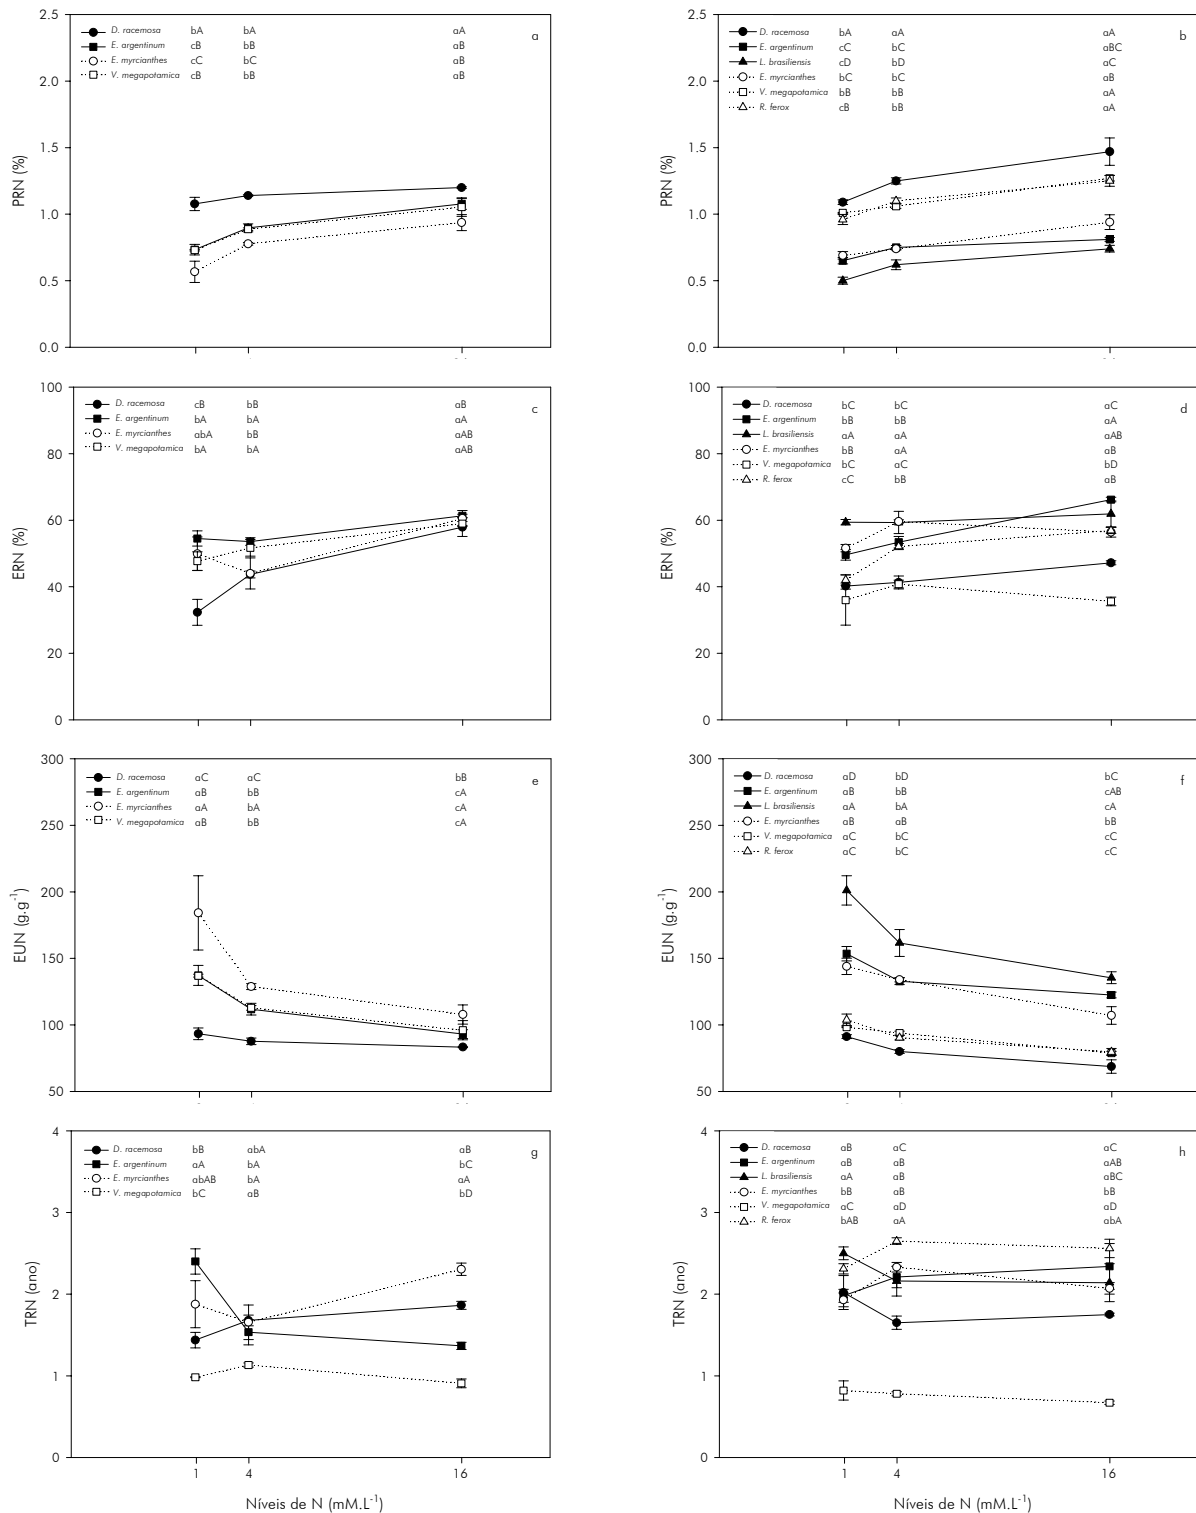 2.5
D. racemosa bA bA aA
a
E. argentinum cB bB aB
E. myrcianthes cC bC aB
V. megapotamica cB bB aB
2.0
1.5
1.0
0.5
0.0
PRN (%)
2.5
D. racemosa bA aA aA
b
E. argentinum cC bC aBC
L. brasiliensis cD bD aC
E. myrcianthes bC bC aB
V. megapotamica bB bB aA
R. ferox cB bB aA
2.0
1.5
1.0
0.5
0.0
PRN (%)
100
D. racemosa cB bB aB
c
E. argentinum bA bA aA
E. myrcianthes abA bB aAB
V. megapotamica bA bA aAB
80
60
40
20
0
ERN (%)
100
D. racemosa bC bC aC
d
E. argentinum bB bB aA
L. brasiliensis aA aA aAB
E. myrcianthes bB aA aB
V. megapotamica bC aC bD
R. ferox cC bB aB
80
60
40
20
0
ERN (%)
300
D. racemosa aC aC bB
e
E. argentinum aB bB cA
E. myrcianthes aA bA cA
V. megapotamica aB bB cA
250
200
150
100
50
EUN (g.g-1)
300
D. racemosa aD bD bC
f
E. argentinum aB bB cAB
L. brasiliensis aA bA cA
E. myrcianthes aB aB bB
V. megapotamica aC bC cC
R. ferox aC bC cC
250
200
150
100
50
EUN (g.g-1)
4
D. racemosa bB abA aB
g
E. argentinum aA bA bC
E. myrcianthes abAB bA aA
V. megapotamica bC aB bD
3
2
1
0
TRN (ano)
1 4 16
Níveis de N (mM.L-1)
4
D. racemosa aB aC aC
h
E. argentinum aB aB aAB
L. brasiliensis aA aB aBC
E. myrcianthes bB aB bB
V. megapotamica aC aD aD
R. ferox bAB aA abA
3
2
1
0
TRN (ano)
1 4 16
Níveis de N (mM.L-1)